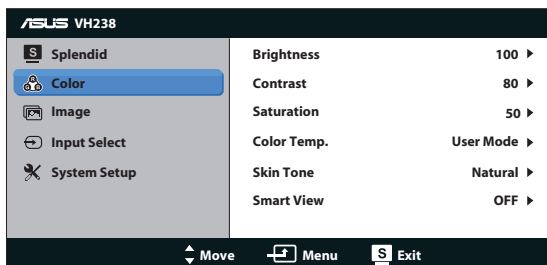 ASUS VH238
S Splendid
Color
Image
Input Select
System Setup
Brightness 100
Contrast 80
Saturation 50
Color Temp. User Mode
Skin Tone Natural
Smart View OFF
Move Menu S Exit